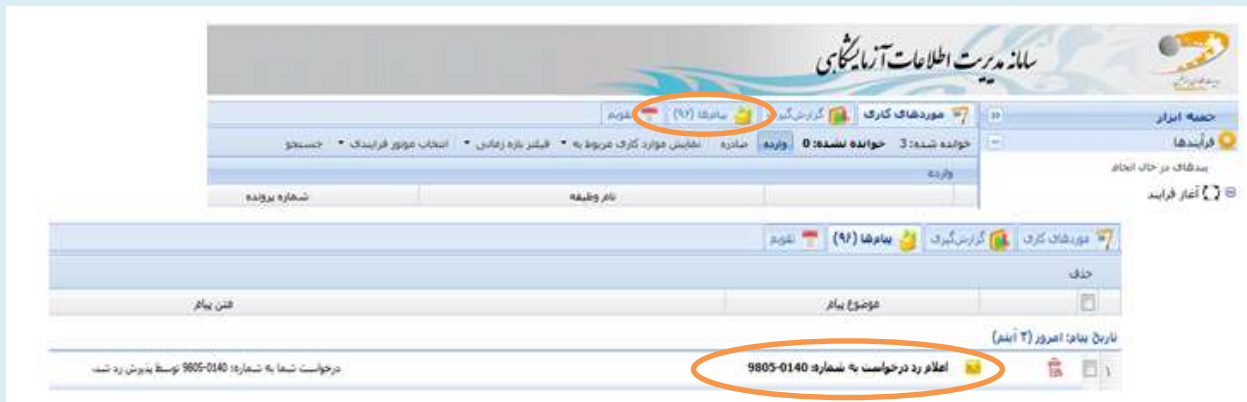 سامانه مدیریت اطلاعات آزمایشگاهی
جعبه ابزار
موردهای کاری گزارش‌گیری پیام‌ها (۹۶) تقویم
فرآیندها
خوانده شده: 3 خوانده نشده: 0 وارده صادره نمایش موارد کاری مربوط به فیلتر بازه زمانی انتخاب موتور فرایندی جستجو
وارده
آغاز فرایند
نام وظیفه شماره پرونده
موردهای کاری گزارش‌گیری پیام‌ها (۹۶) تقویم
حذف
موضوع پیام متن پیام
تاریخ پیام: امروز (۲ آیتم)
۱ اعلام رد درخواست به شماره: 0140-9805 درخواست شما به شماره: 0140-9805 توسط پذیرش رد شد.